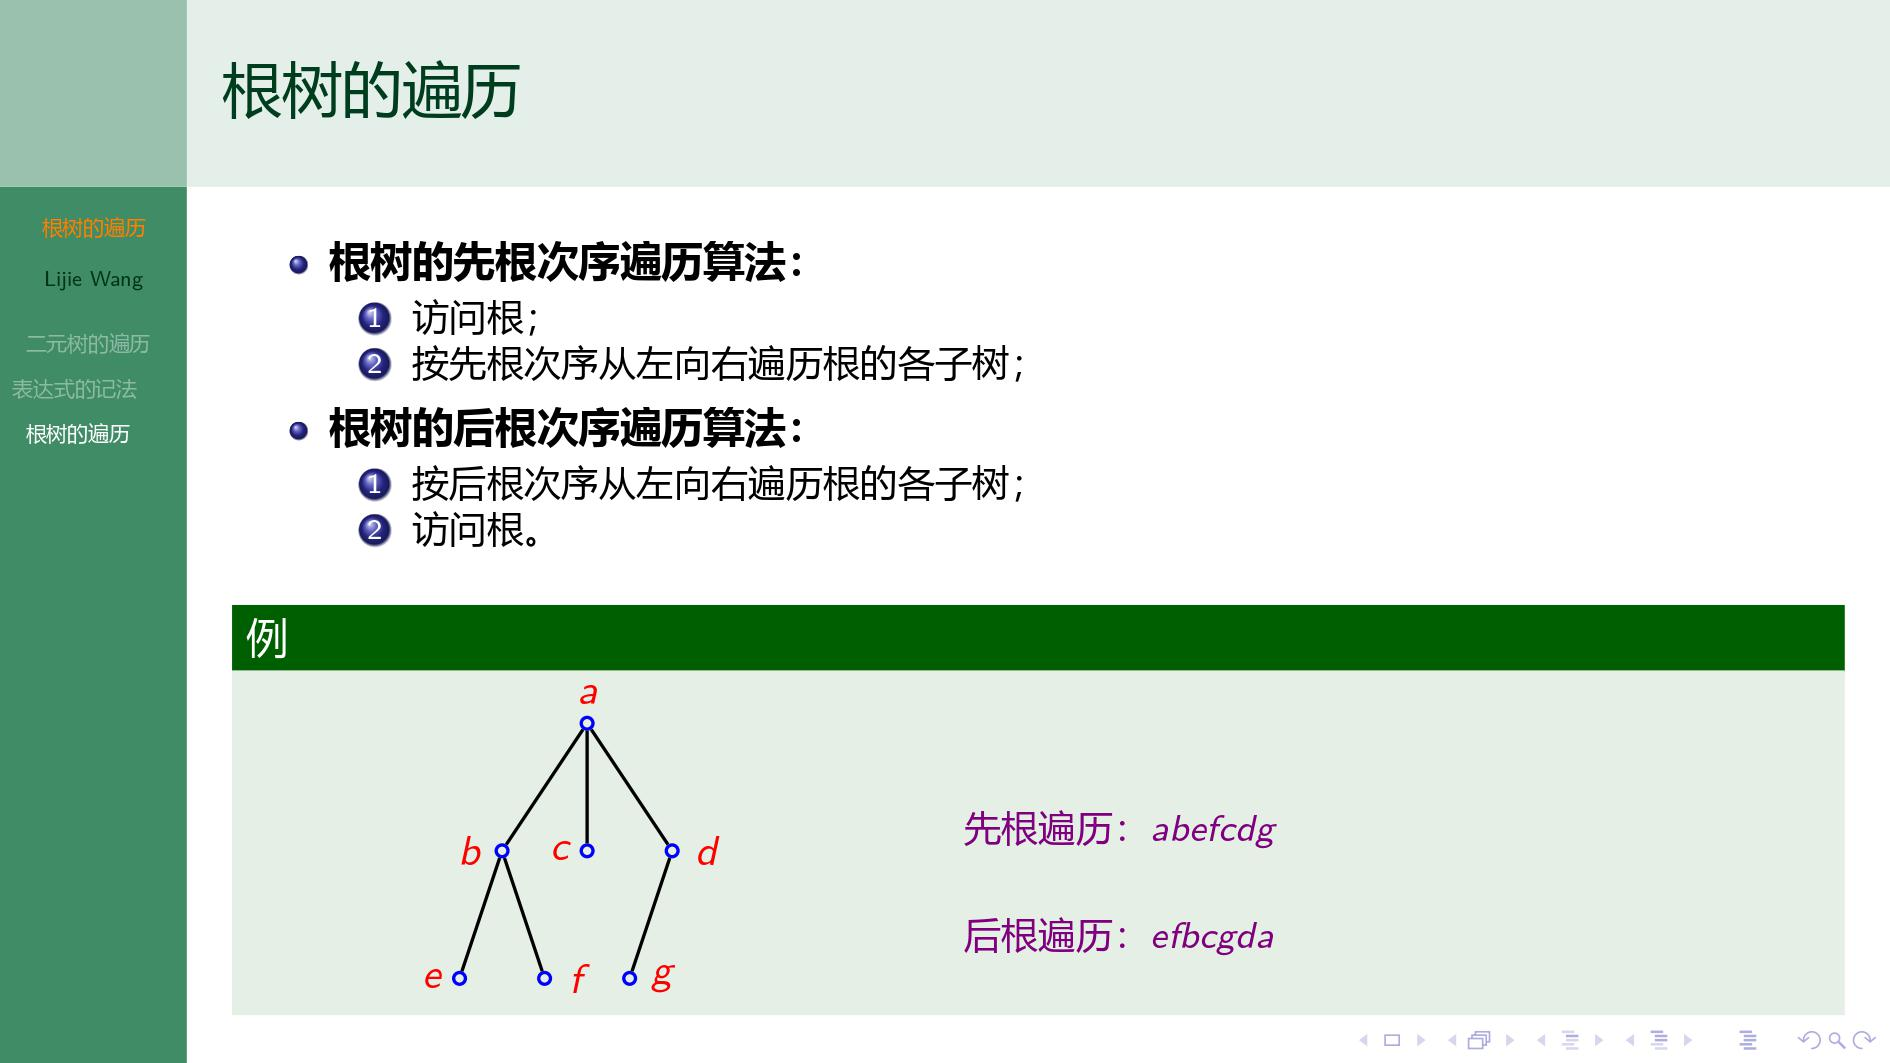 根树的遍历
根树的遍历
Lijie Wang
二元树的遍历
表达式的记法
根树的遍历
根树的先根次序遍历算法：
1 访问根；
2 按先根次序从左向右遍历根的各子树；
根树的后根次序遍历算法：
1 按后根次序从左向右遍历根的各子树；
2 访问根。
例
a
b c d
e f g
先根遍历：abefcdg
后根遍历：efbcgda